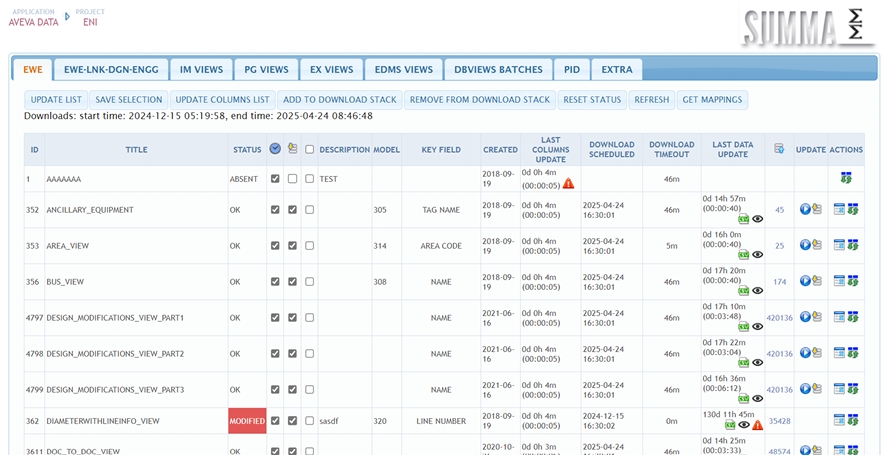 APPLICATION PROJECT
AVEVA DATA ENI
SUMMA
EWE EWE-LNK-DGN-ENGG IM VIEWS PG VIEWS EX VIEWS EDMS VIEWS DBVIEWS BATCHES PID EXTRA
UPDATE LIST SAVE SELECTION UPDATE COLUMNS LIST ADD TO DOWNLOAD STACK REMOVE FROM DOWNLOAD STACK RESET STATUS REFRESH GET MAPPINGS
Downloads: start time: 2024-12-15 05:19:58, end time: 2025-04-24 08:46:48
ID TITLE STATUS DESCRIPTION MODEL KEY FIELD CREATED LAST COLUMNS UPDATE DOWNLOAD SCHEDULED DOWNLOAD TIMEOUT LAST DATA UPDATE UPDATE ACTIONS
1 AAAAAAA ABSENT TEST 2018-09-19 0d 0h 4m (00:00:05) 46m
352 ANCILLARY_EQUIPMENT OK 305 TAG NAME 2018-09-19 0d 0h 4m (00:00:05) 2025-04-24 16:30:01 46m 0d 14h 57m (00:00:40) 45
353 AREA_VIEW OK 314 AREA CODE 2018-09-19 0d 0h 4m (00:00:05) 2025-04-24 16:30:01 5m 0d 16h 0m (00:00:40) 25
356 BUS_VIEW OK 308 NAME 2018-09-19 0d 0h 4m (00:00:05) 2025-04-24 16:30:01 46m 0d 17h 20m (00:00:40) 174
4797 DESIGN_MODIFICATIONS_VIEW_PART1 OK NAME 2021-06-16 0d 0h 4m (00:00:05) 2025-04-24 16:30:01 46m 0d 17h 10m (00:03:48) 420136
4798 DESIGN_MODIFICATIONS_VIEW_PART2 OK NAME 2021-06-16 0d 0h 4m (00:00:05) 2025-04-24 16:30:01 46m 0d 17h 22m (00:03:04) 420136
4799 DESIGN_MODIFICATIONS_VIEW_PART3 OK NAME 2021-06-16 0d 0h 4m (00:00:05) 2025-04-24 16:30:01 46m 0d 16h 36m (00:06:12) 420136
362 DIAMETERWITHLINEINFO_VIEW MODIFIED sasdf 320 LINE NUMBER 2018-09-19 0d 0h 4m (00:00:05) 2024-12-15 16:30:02 0m 130d 11h 45m (00:00:40) 35428
3611 DOC_TO_DOC_VIEW OK 2020-10- 0d 0h 3m (00:00:05) 2025-04-24 16:30:01 46m 0d 14h 25m (00:03:33) 48574